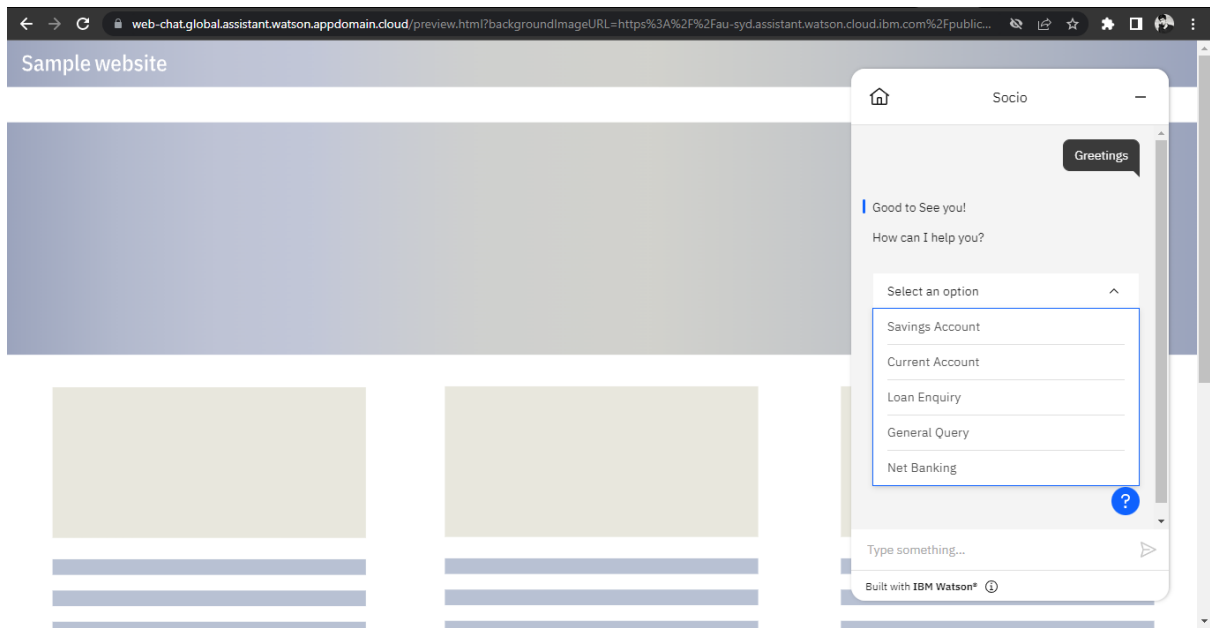 web-chat.global.assistant.watson.appdomain.cloud/preview.html?backgroundImageURL=https%3A%2F%2Fau-syd.assistant.watson.cloud.ibm.com%2Fpublic...
Sample website
Socio
Greetings
Good to See you!
How can I help you?
Select an option
Savings Account
Current Account
Loan Enquiry
General Query
Net Banking
?
Type something...
Built with IBM Watson®